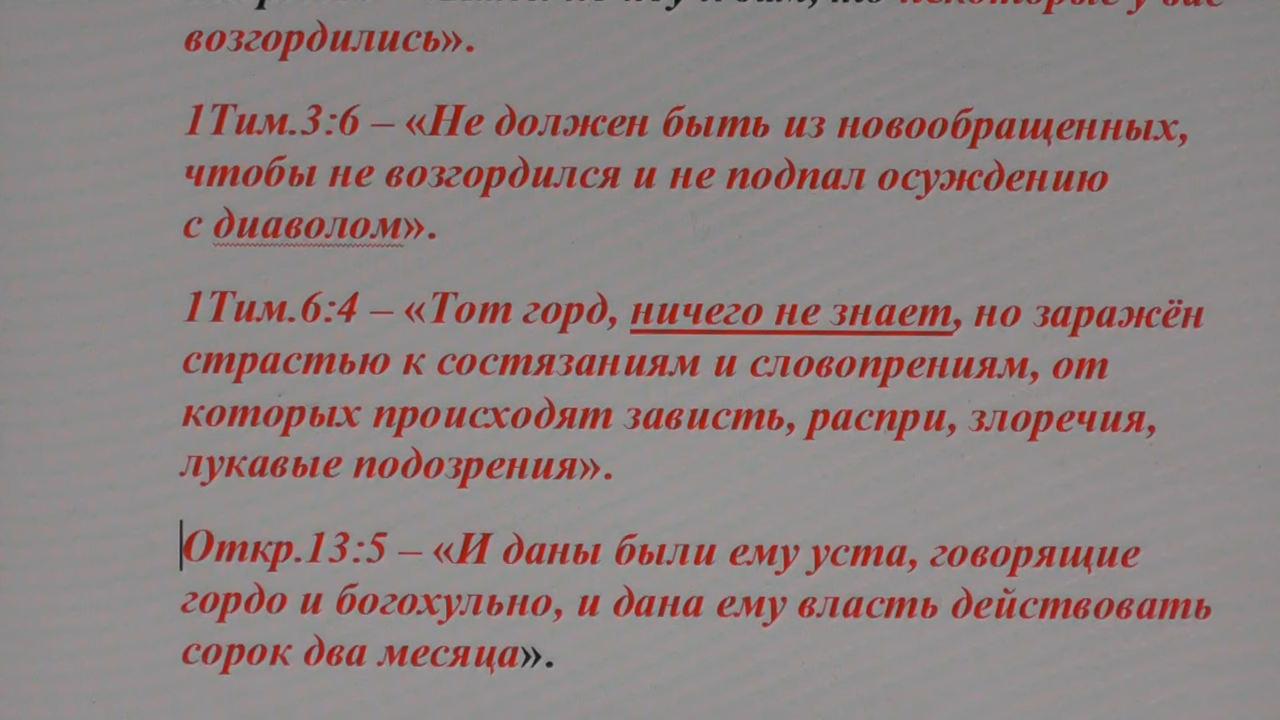 некоторые у вас
возгордились».
1Тим.3:6 – «Не должен быть из новообращенных,
чтобы не возгордился и не подпал осуждению
с диаволом».
1Тим.6:4 – «Тот горд, ничего не знает, но заражён
страстью к состязаниям и словопрениям, от
которых происходят зависть, распри, злоречия,
лукавые подозрения».
Откр.13:5 – «И даны были ему уста, говорящие
гордо и богохульно, и дана ему власть действовать
сорок два месяца».